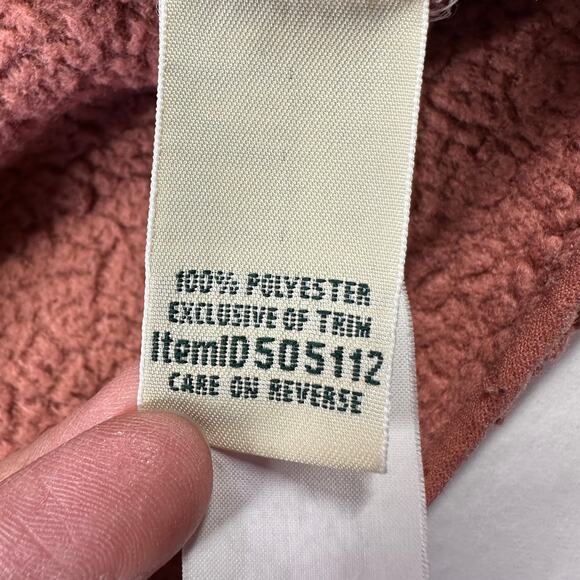 100% POLYESTER
EXCLUSIVE OF TRIM
ItemID505112
CARE ON REVERSE